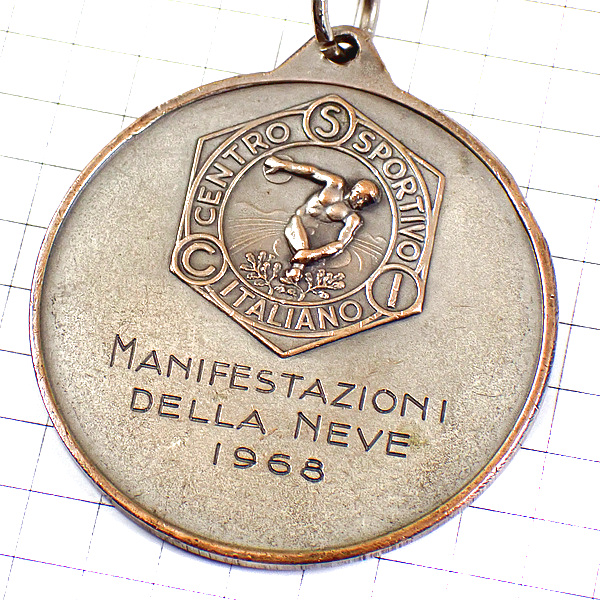 CENTRO SPORTIVO
ITALIANO
C S I
MANIFESTAZIONI
DELLA NEVE
1968